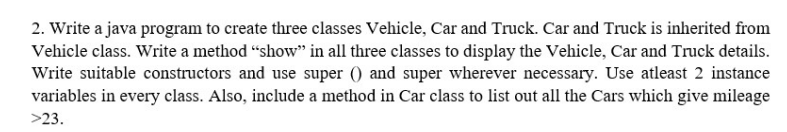 2. Write a java program to create three classes Vehicle, Car and Truck. Car and Truck is inherited from
Vehicle class. Write a method “show” in all three classes to display the Vehicle, Car and Truck details.
Write suitable constructors and use super () and super wherever necessary. Use atleast 2 instance
variables in every class. Also, include a method in Car class to list out all the Cars which give mileage
>23.